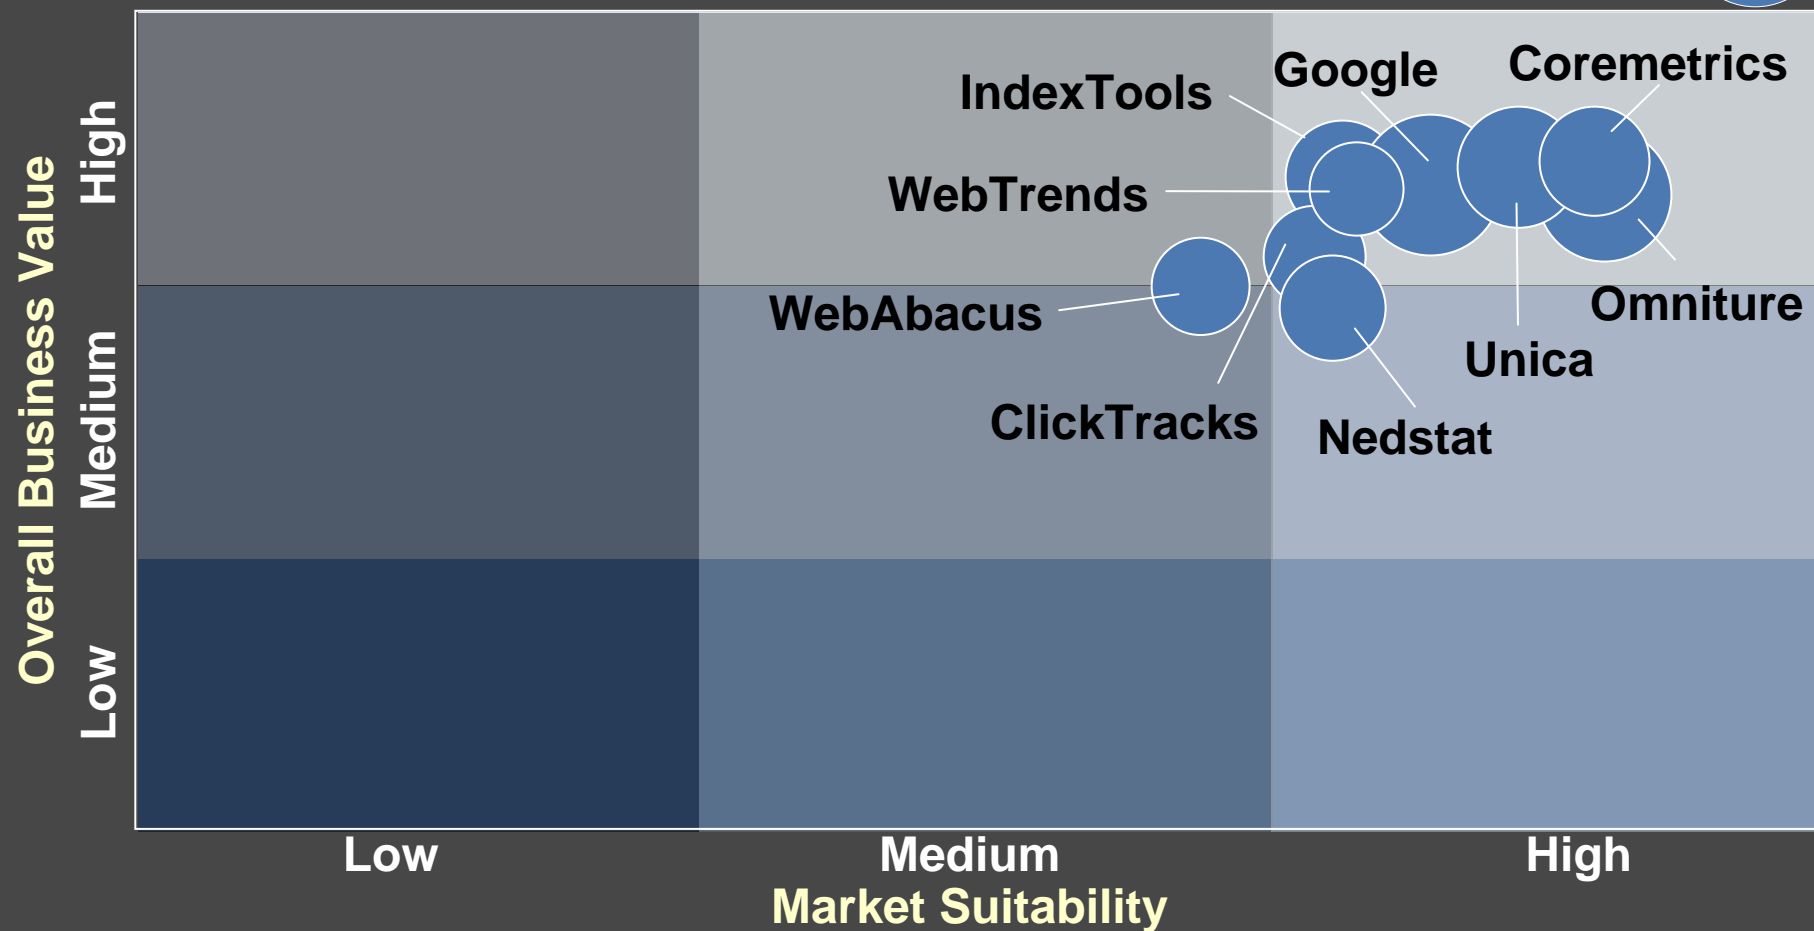 Overall Business Value
High
Medium
Low
IndexTools
Google
Coremetrics
WebTrends
WebAbacus
Omniture
Unica
ClickTracks
Nedstat
Low
Medium
High
Market Suitability